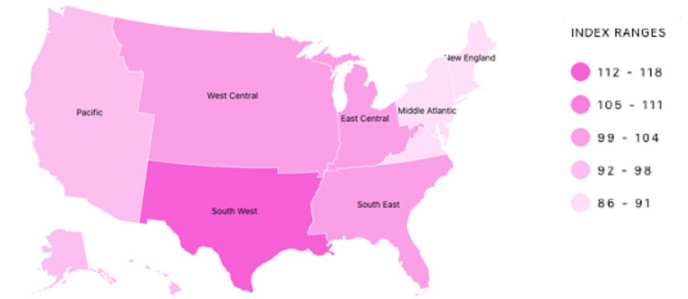 New England
INDEX RANGES
112 - 118
West Central
Pacific
105 - 111
Middle Atlantic
East Central
99 - 104
92 - 98
South West
South East
86 - 91